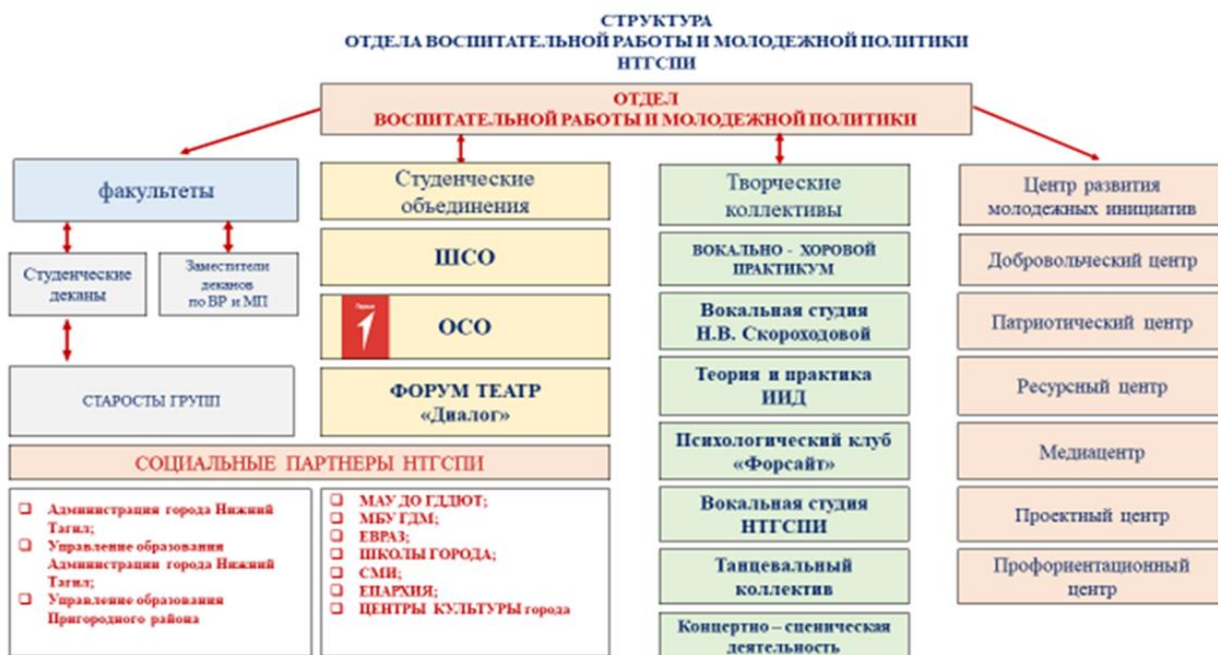 СТРУКТУРА
ОТДЕЛА ВОСПИТАТЕЛЬНОЙ РАБОТЫ И МОЛОДЕЖНОЙ ПОЛИТИКИ
НТГСПИ
ОТДЕЛ
ВОСПИТАТЕЛЬНОЙ РАБОТЫ И МОЛОДЕЖНОЙ ПОЛИТИКИ
факультеты
Студенческие
деканы
Заместители
деканов
по ВР и МП
СТАРОСТЫ ГРУПП
Студенческие
объединения
ШСО
ОСО
ФОРУМ ТЕАТР
«Диалог»
Творческие
коллективы
ВОКАЛЬНО - ХОРОВОЙ
ПРАКТИКУМ
Вокальная студия
Н.В. Скороходовой
Теория и практика
ИИД
Психологический клуб
«Форсайт»
Вокальная студия
НТГСПИ
Танцевальный
коллектив
Концертно – сценическая
деятельность
Центр развития
молодежных инициатив
Добровольческий центр
Патриотический центр
Ресурсный центр
Медиацентр
Проектный центр
Профориентационный
центр
СОЦИАЛЬНЫЕ ПАРТНЕРЫ НТГСПИ
Администрация города Нижний
Тагил;
Управление образования
Администрации города Нижний
Тагил;
Управление образования
Пригородного района
МАУ ДО ГДДЮТ;
МБУ ГДМ;
ЕВРАЗ;
ШКОЛЫ ГОРОДА;
СМИ;
ЕПАРХИЯ;
ЦЕНТРЫ КУЛЬТУРЫ города